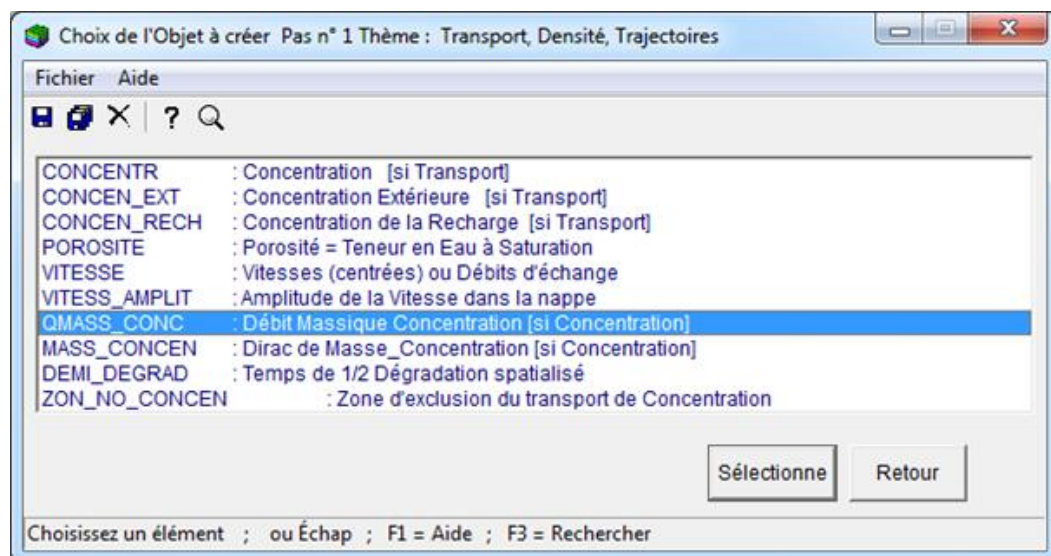 Choix de l'Objet à créer Pas n° 1 Thème : Transport, Densité, Trajectoires
Fichier Aide
?
CONCENTR : Concentration [si Transport]
CONCEN_EXT : Concentration Extérieure [si Transport]
CONCEN_RECH : Concentration de la Recharge [si Transport]
POROSITE : Porosité = Teneur en Eau à Saturation
VITESSE : Vitesses (centrées) ou Débits d'échange
VITESS_AMPLIT : Amplitude de la Vitesse dans la nappe
QMASS_CONC : Débit Massique Concentration [si Concentration]
MASS_CONCEN : Dirac de Masse_Concentration [si Concentration]
DEMI_DEGRAD : Temps de 1/2 Dégradation spatialisé
ZON_NO_CONCEN : Zone d'exclusion du transport de Concentration
Sélectionne Retour
Choisissez un élément ; ou Échap ; F1 = Aide ; F3 = Rechercher